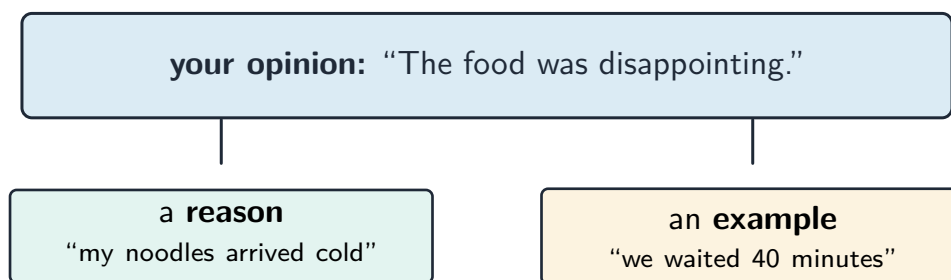 your opinion: “The food was disappointing.”
a reason
“my noodles arrived cold”
an example
“we waited 40 minutes”